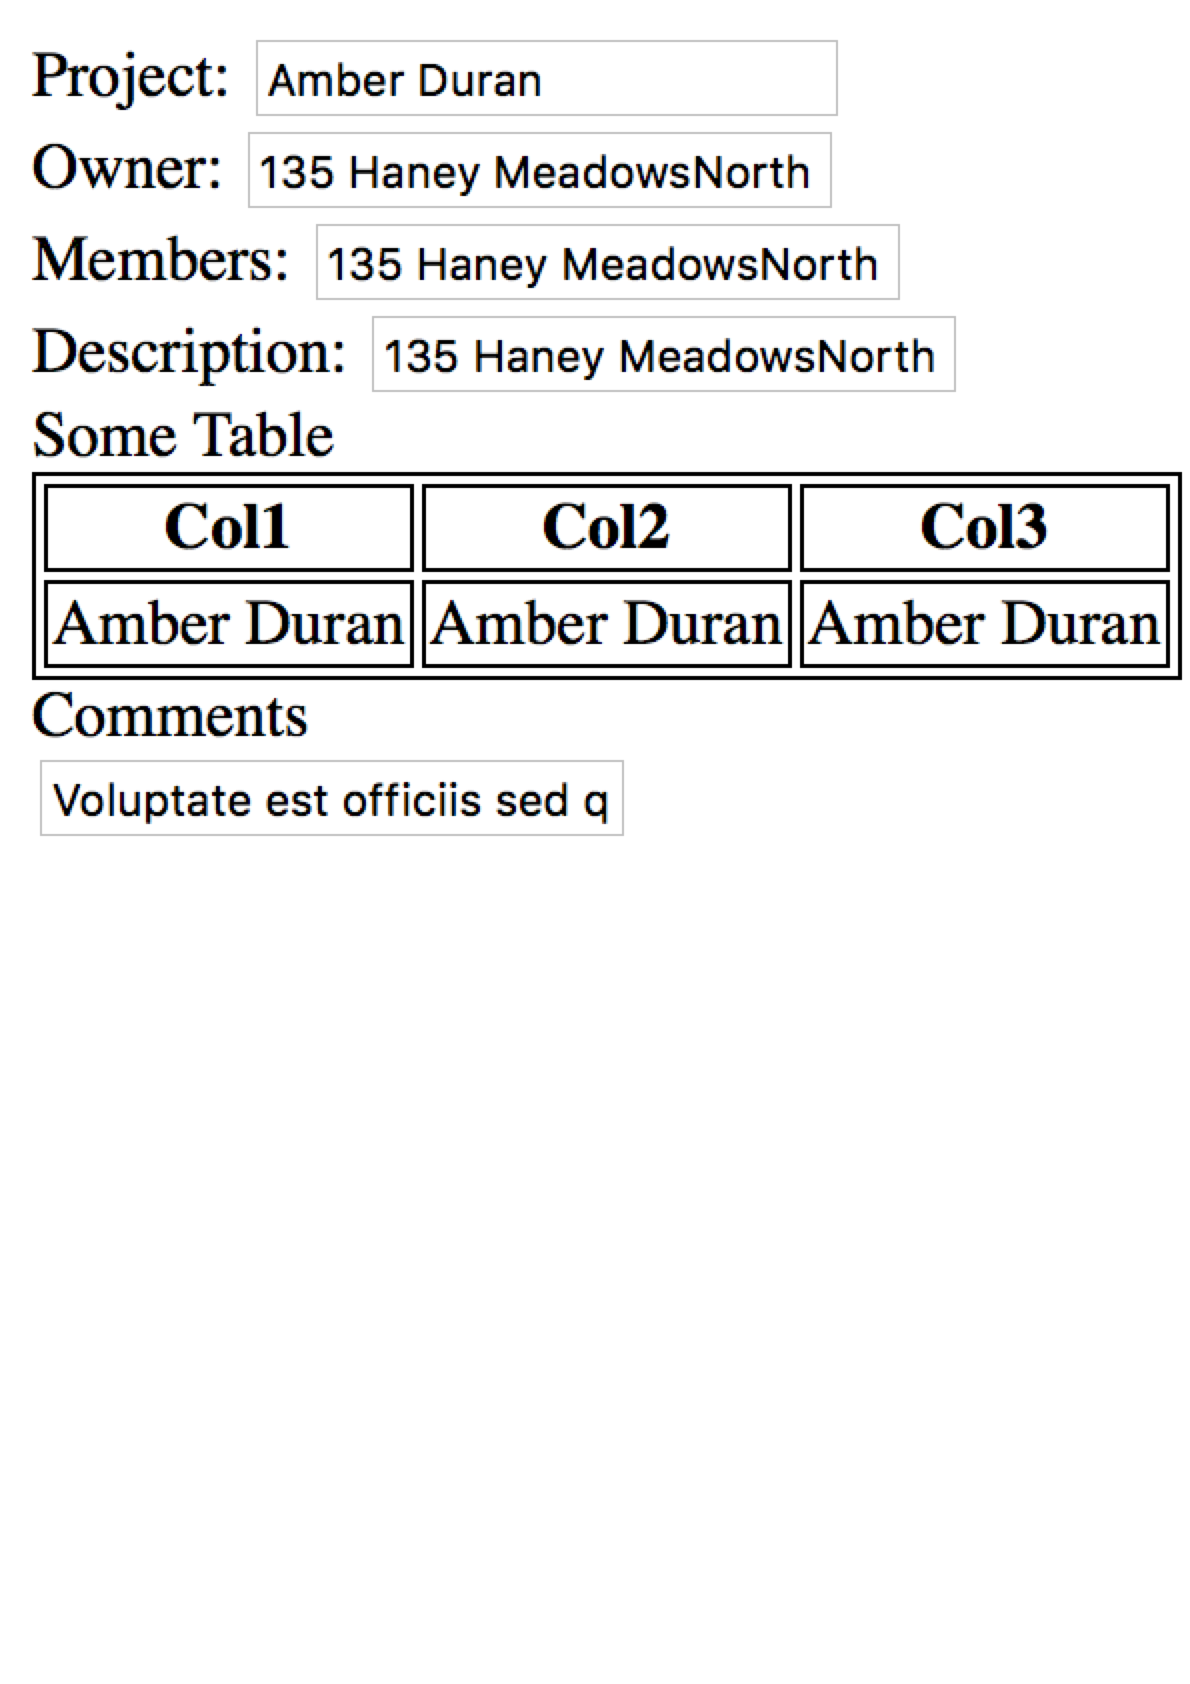 Project: Amber Duran
Owner: 135 Haney MeadowsNorth
Members: 135 Haney MeadowsNorth
Description: 135 Haney MeadowsNorth
Some Table
Col1 Col2 Col3
Amber Duran Amber Duran Amber Duran
Comments
Voluptate est officiis sed q